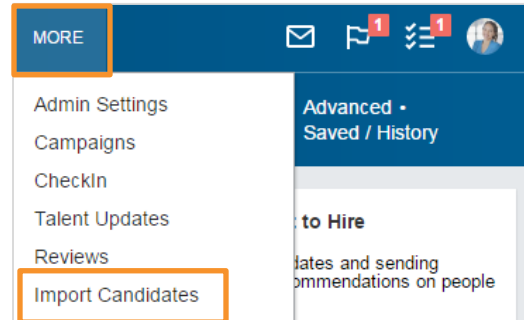 MORE
1
1
Admin Settings
Campaigns
CheckIn
Talent Updates
Reviews
Import Candidates
Advanced •
Saved / History
to Hire
dates and sending
ommendations on people